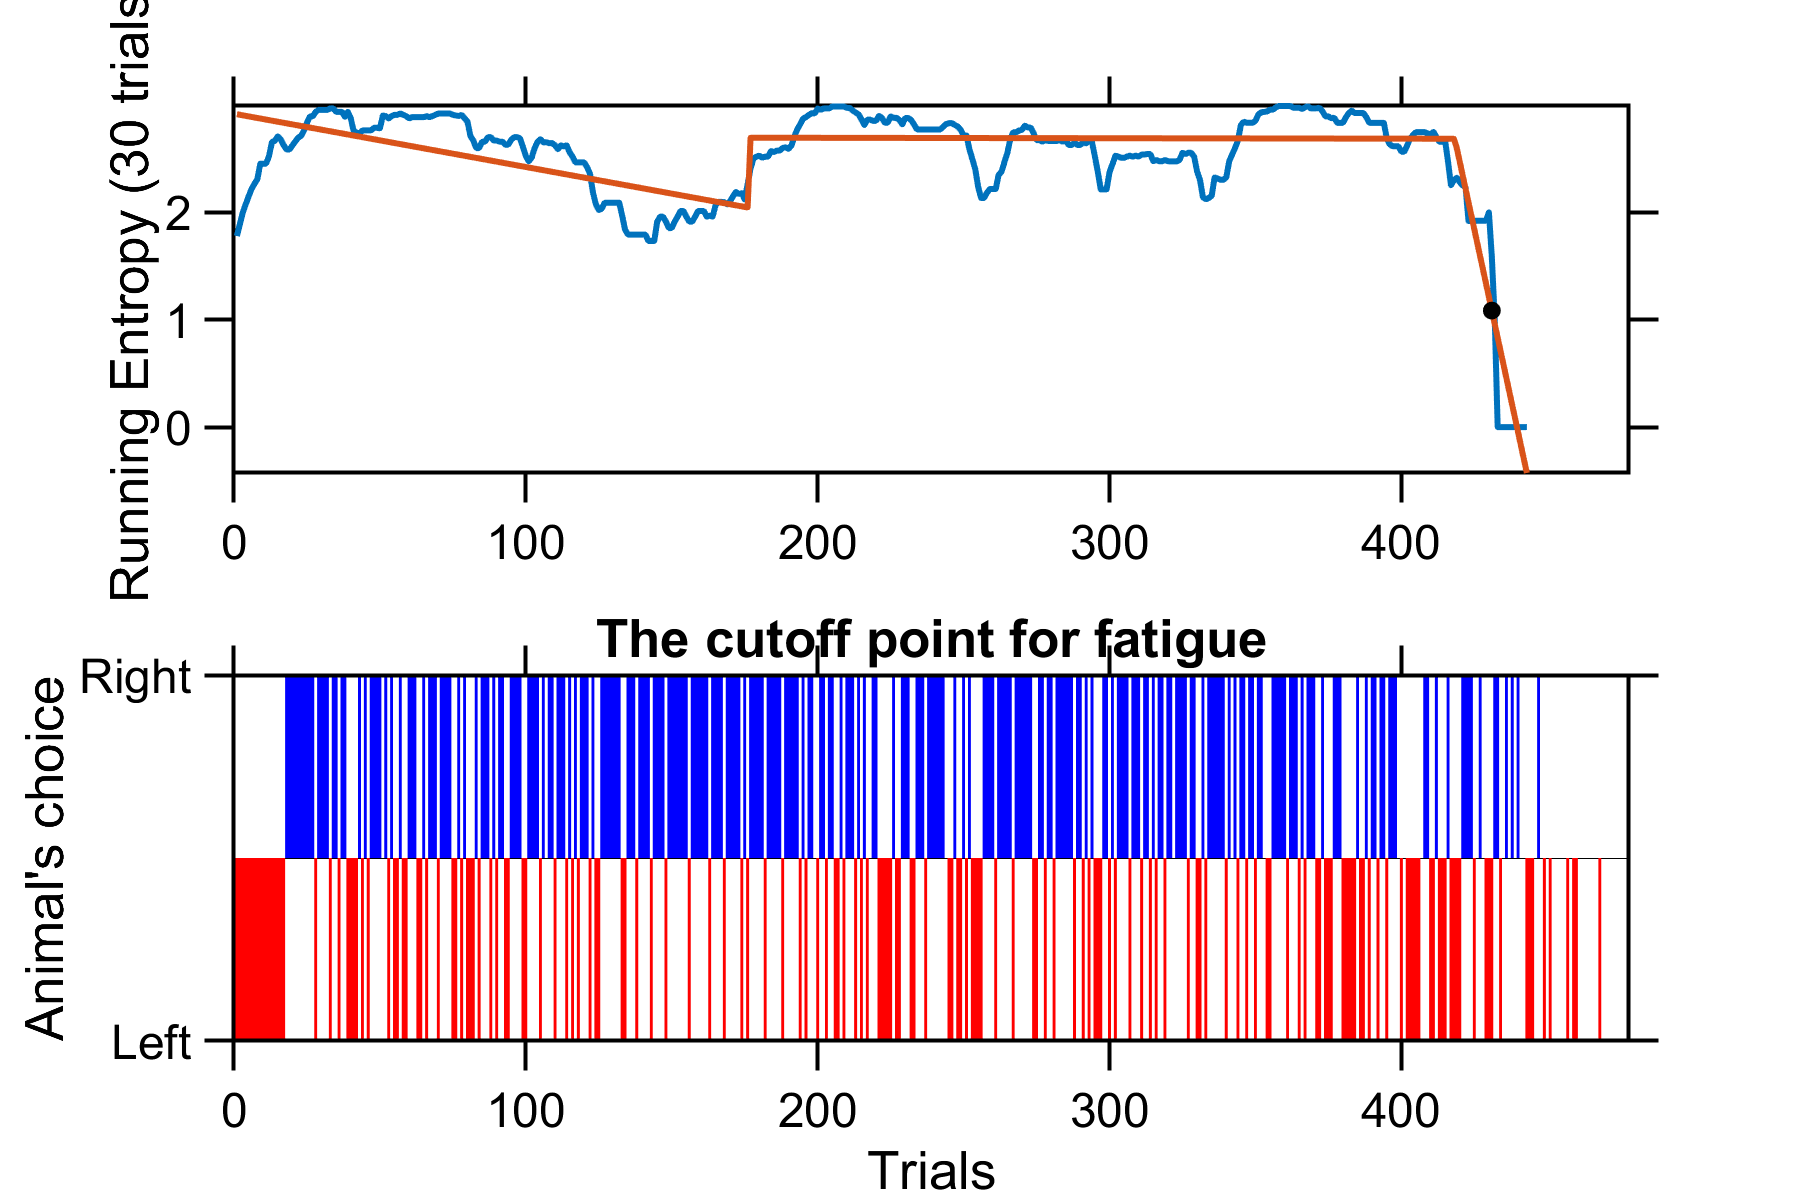 Running Entropy (30 trials
2
1
0
0 100 200 300 400
The cutoff point for fatigue
Animal's choice
Right
Left
0 100 200 300 400
Trials